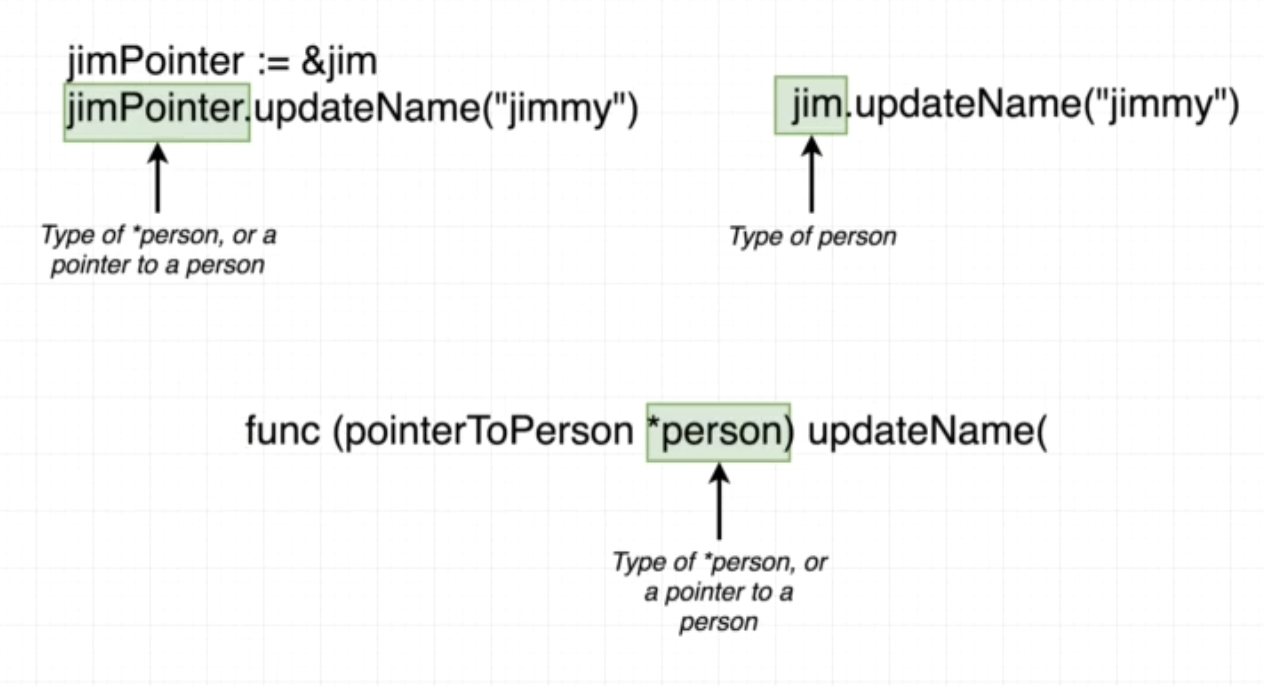 jimPointer := &jim
jimPointer.updateName("jimmy")
Type of *person, or a
pointer to a person
jim.updateName("jimmy")
Type of person
func (pointerToPerson *person) updateName(
Type of *person, or
a pointer to a
person